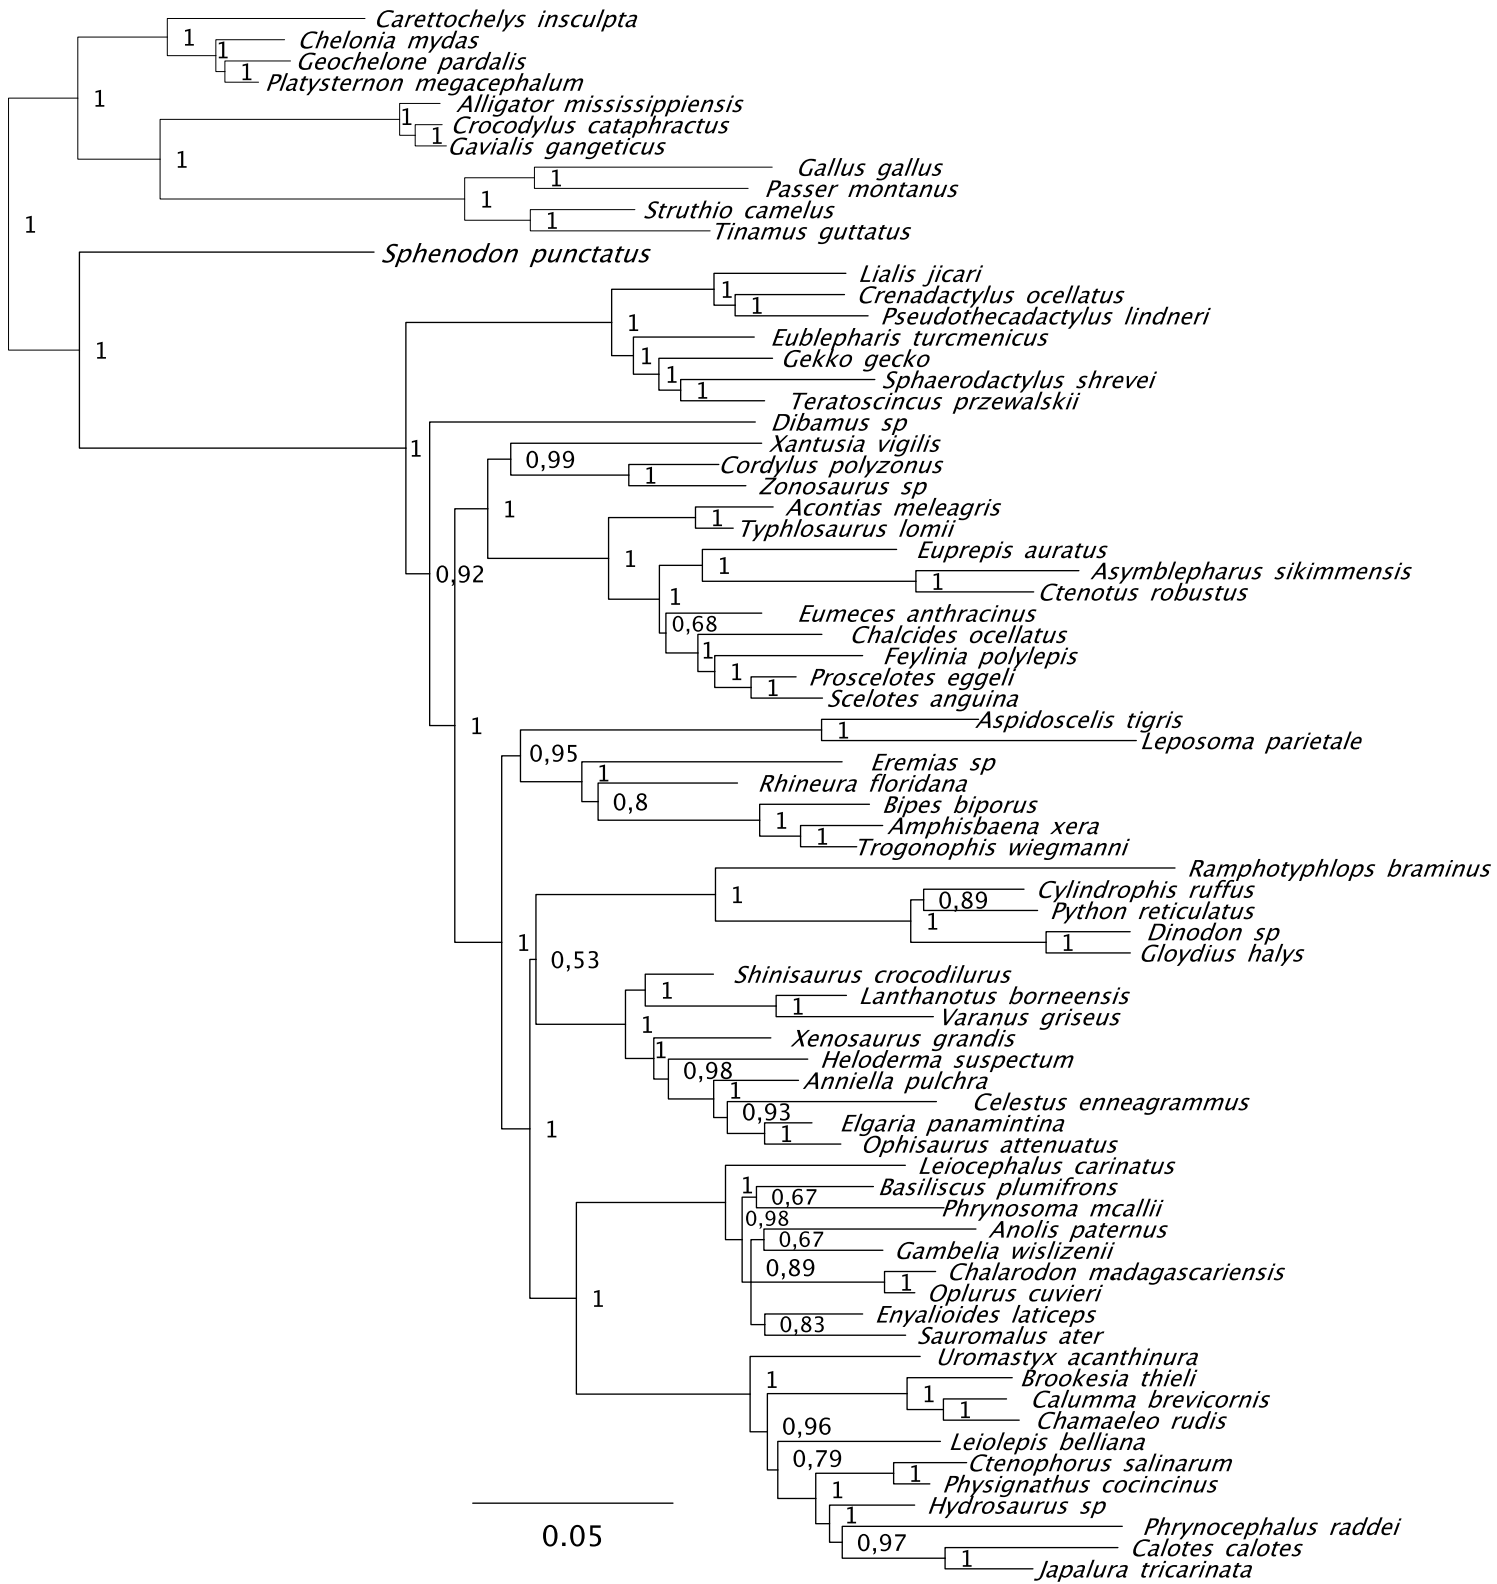 Carettochelys insculpta
1
Chelonia mydas
1
Geochelone pardalis
1
Platysternon megacephalum
1
Alligator mississippiensis
1
Crocodylus cataphractus
1
Gavialis gangeticus
1
Gallus gallus
1
Passer montanus
1
Struthio camelus
1
Tinamus guttatus
1
Sphenodon punctatus
Lialis jicari
1
Crenadactylus ocellatus
1
Pseudothecadactylus lindneri
1
Eublepharis turcmenicus
1
1
Gekko gecko
1
Sphaerodactylus shrevei
1
Teratoscincus przewalskii
Dibamus sp
Xantusia vigilis
1
0,99
Cordylus polyzonus
1
Zonosaurus sp
Acontias meleagris
1
1
Typhlosaurus lomii
Euprepis auratus
1
1
Asymblepharus sikimmensis
0,92
1
Ctenotus robustus
1
Eumeces anthracinus
0,68
Chalcides ocellatus
1
Feylinia polylepis
1
Proscelotes eggeli
1
Scelotes anguina
Aspidoscelis tigris
1
1
Leposoma parietale
0,95
Eremias sp
1
Rhineura floridana
0,8
Bipes biporus
1
Amphisbaena xera
1
Trogonophis wiegmanni
Ramphotyphlops braminus
1
Cylindrophis ruffus
0,89
Python reticulatus
1
Dinodon sp
1
1
Gloydius halys
0,53
Shinisaurus crocodilurus
1
Lanthanotus borneensis
1
Varanus griseus
1
Xenosaurus grandis
1
Heloderma suspectum
0,98
Anniella pulchra
1
Celestus enneagrammus
0,93
Elgaria panamintina
1
1
Ophisaurus attenuatus
Leiocephalus carinatus
1
Basiliscus plumifrons
0,67
Phrynosoma mcallii
0,98
Anolis paternus
0,67
Gambelia wislizenii
0,89
Chalarodon madagascariensis
1
Oplurus cuvieri
1
Enyalioides laticeps
0,83
Sauromalus ater
Uromastyx acanthinura
1
Brookesia thieli
1
Calumma brevicornis
1
Chamaeleo rudis
0,96
Leiolepis belliana
0,79
Ctenophorus salinarum
1
Physignathus cocincinus
1
Hydrosaurus sp
1
Phrynocephalus raddei
0,97
Calotes calotes
1
Japalura tricarinata
0.05